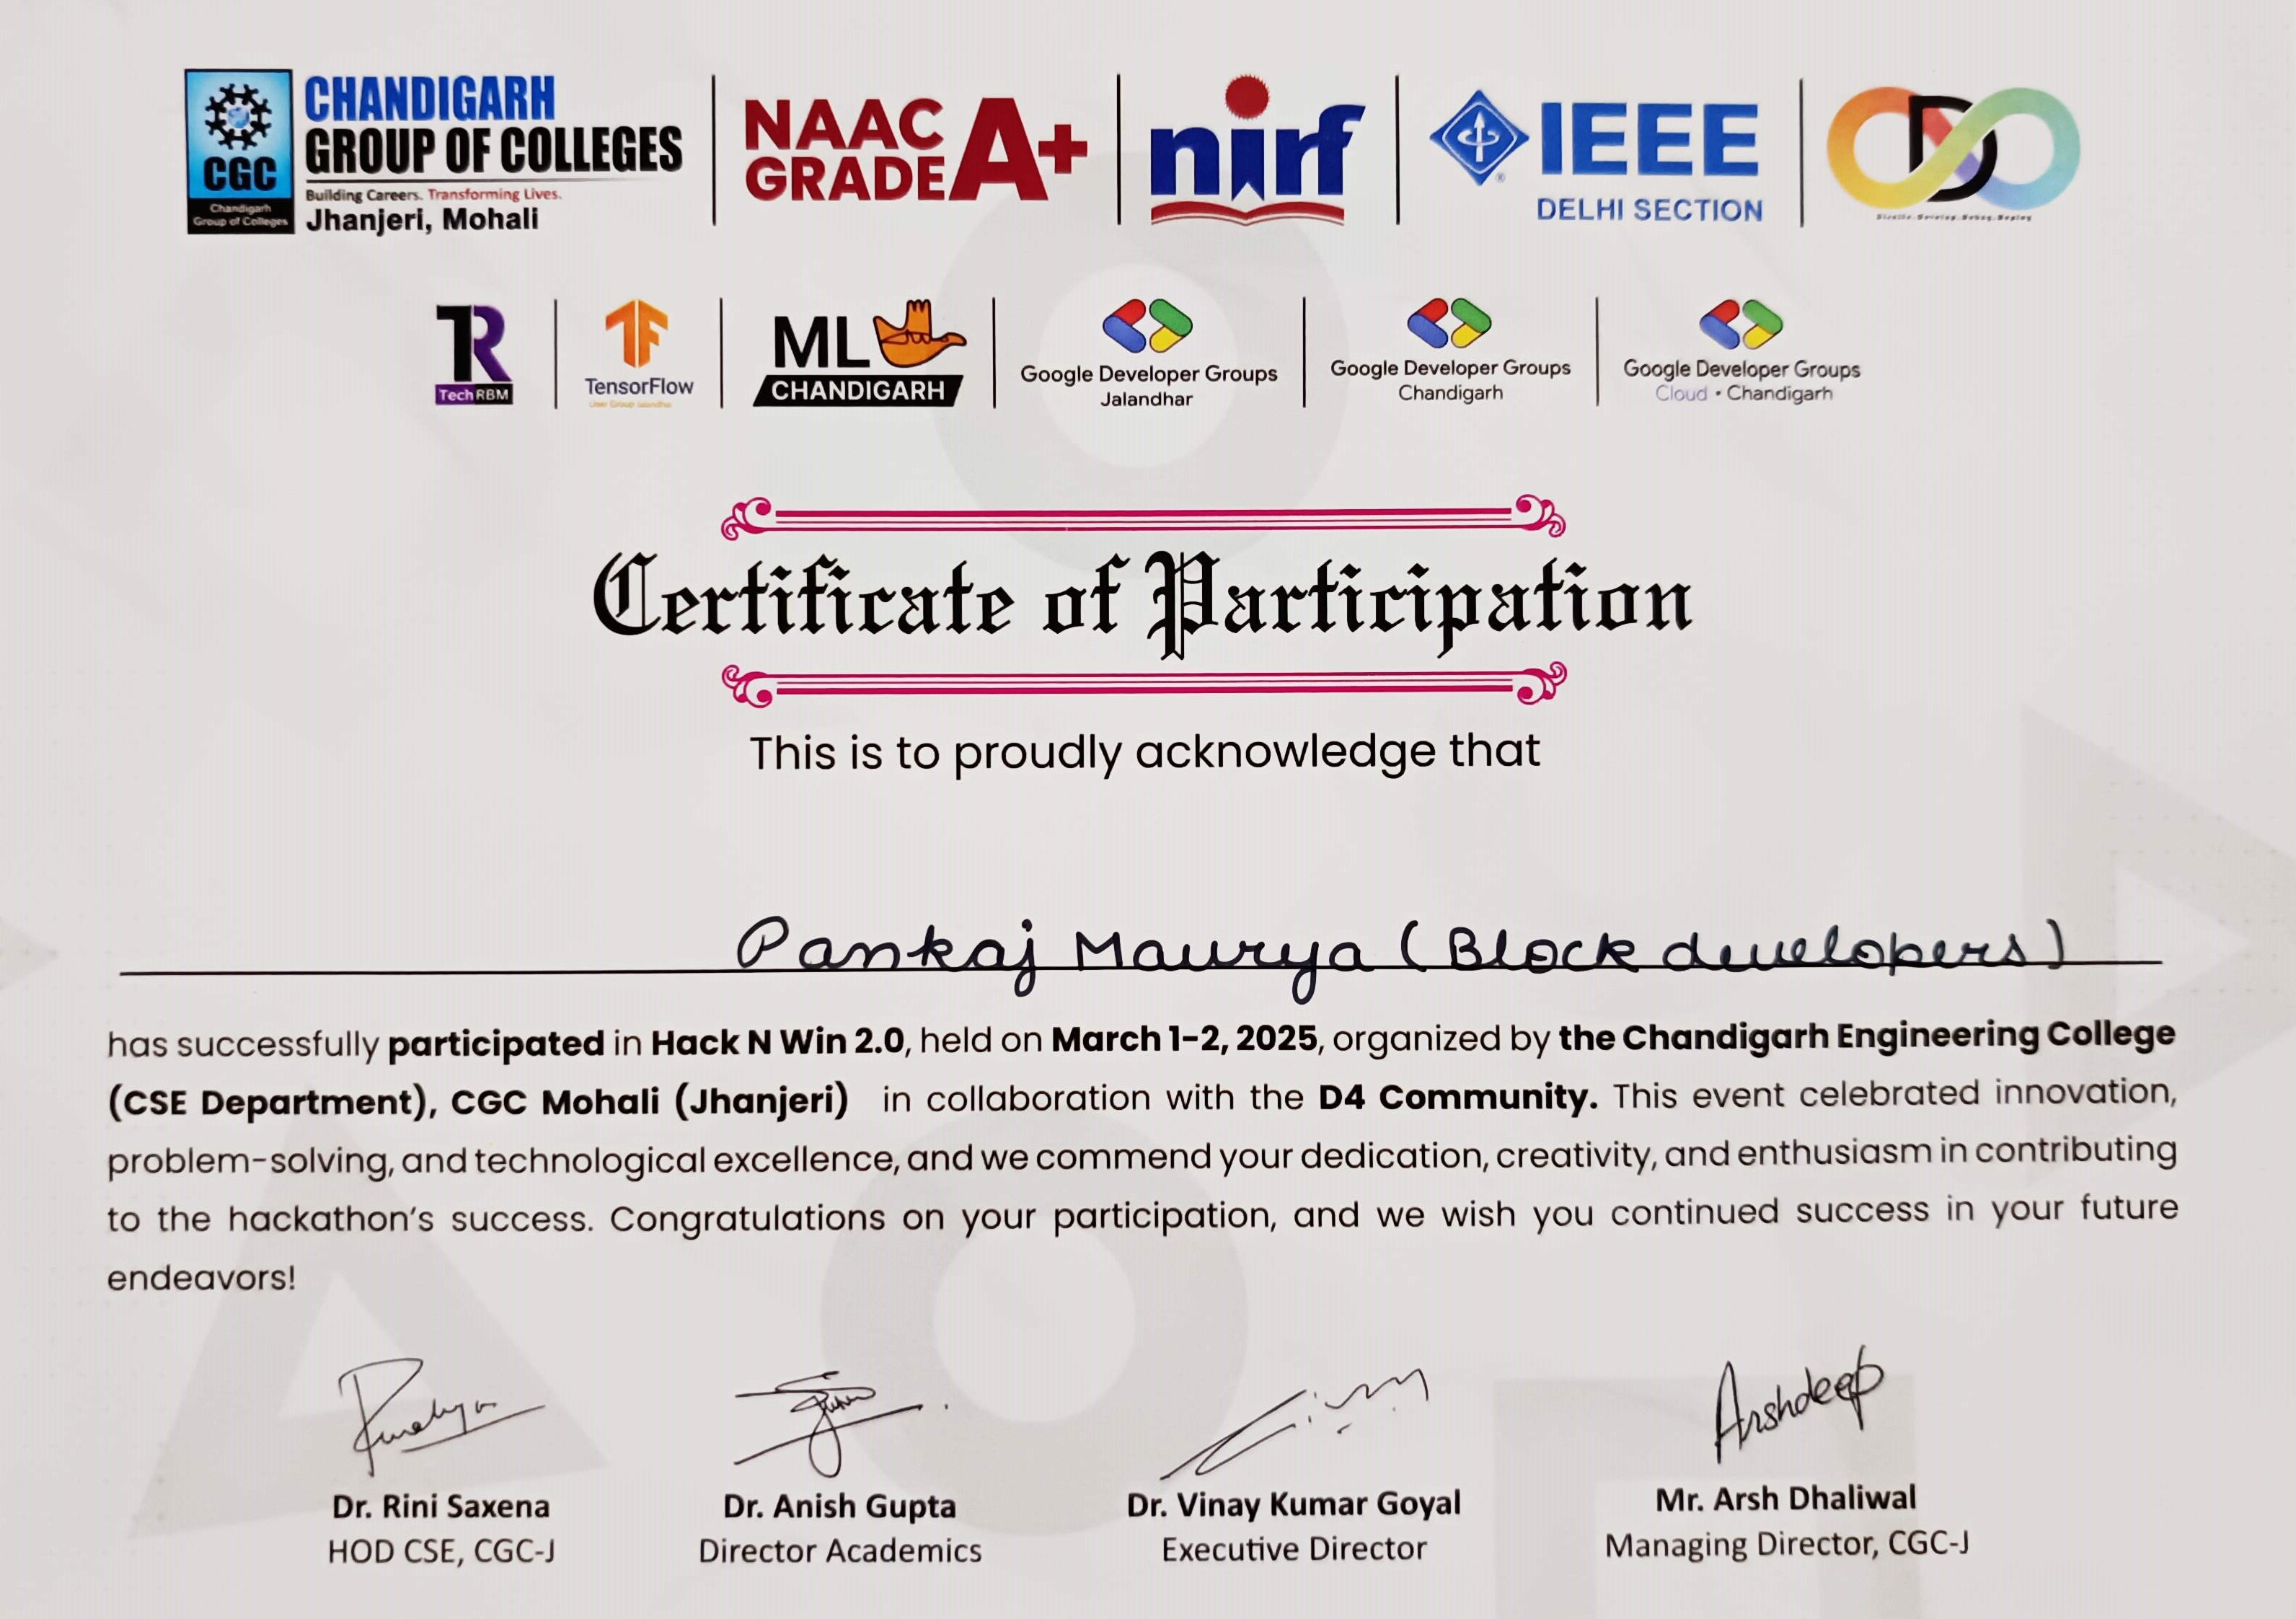 CHANDIGARH
GROUP OF COLLEGES
Building Careers. Transforming Lives.
Jhanjeri, Mohali
CGC
Chandigarh
Group of Colleges
NAAC
GRADE A+
nirf
IEEE
DELHI SECTION
D
TR
Tech RBM
TensorFlow
User Group Jalandhar
ML
CHANDIGARH
Google Developer Groups
Jalandhar
Google Developer Groups
Chandigarh
Google Developer Groups
Cloud • Chandigarh
Certificate of Participation
This is to proudly acknowledge that
Pankaj Maurya (Block developers)
has successfully participated in Hack N Win 2.0, held on March 1-2, 2025, organized by the Chandigarh Engineering College
(CSE Department), CGC Mohali (Jhanjeri) in collaboration with the D4 Community. This event celebrated innovation,
problem-solving, and technological excellence, and we commend your dedication, creativity, and enthusiasm in contributing
to the hackathon's success. Congratulations on your participation, and we wish you continued success in your future
endeavors!
Arshdeep
Dr. Rini Saxena
HOD CSE, CGC-J
Dr. Anish Gupta
Director Academics
Dr. Vinay Kumar Goyal
Executive Director
Mr. Arsh Dhaliwal
Managing Director, CGC-J